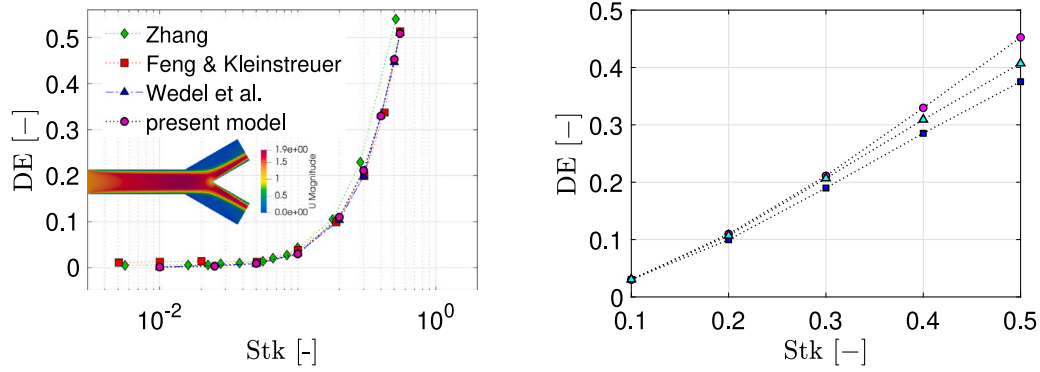 DE [−]
0.5
0.4
0.3
0.2
0.1
0
Zhang
Feng & Kleinstreuer
Wedel et al.
present model
1.9e+00
1.5
1
0.5
0.0e+00
U Magnitude
10⁻²
10⁰
Stk [-]
DE [−]
0.5
0.4
0.3
0.2
0.1
0
0.1
0.2
0.3
0.4
0.5
Stk [−]